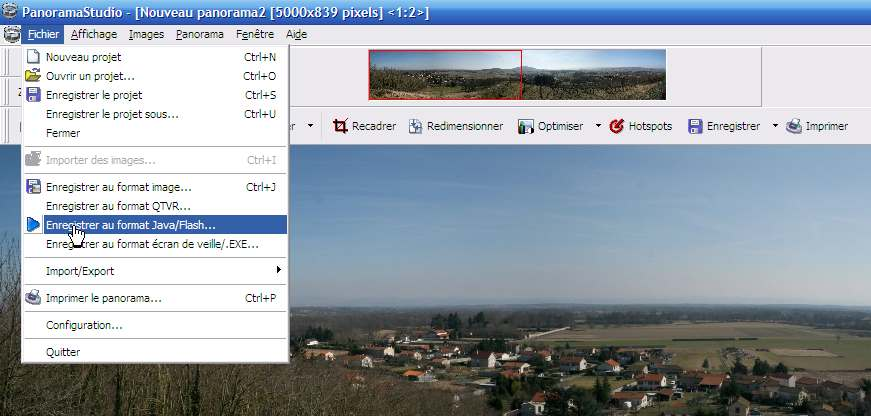 PanoramaStudio - [Nouveau panorama2 [5000x839 pixels] <1:2>]
Fichier Affichage Images Panorama Fenêtre Aide
Nouveau projet Ctrl+N
Ouvrir un projet... Ctrl+O
Enregistrer le projet Ctrl+S
Enregistrer le projet sous... Ctrl+U
Fermer
Importer des images... Ctrl+I
Enregistrer au format image... Ctrl+J
Enregistrer au format QTVR...
Enregistrer au format Java/Flash...
Enregistrer au format écran de veille/.EXE...
Import/Export
Imprimer le panorama... Ctrl+P
Configuration...
Quitter
Recadrer Redimensionner Optimiser Hotspots Enregistrer Imprimer